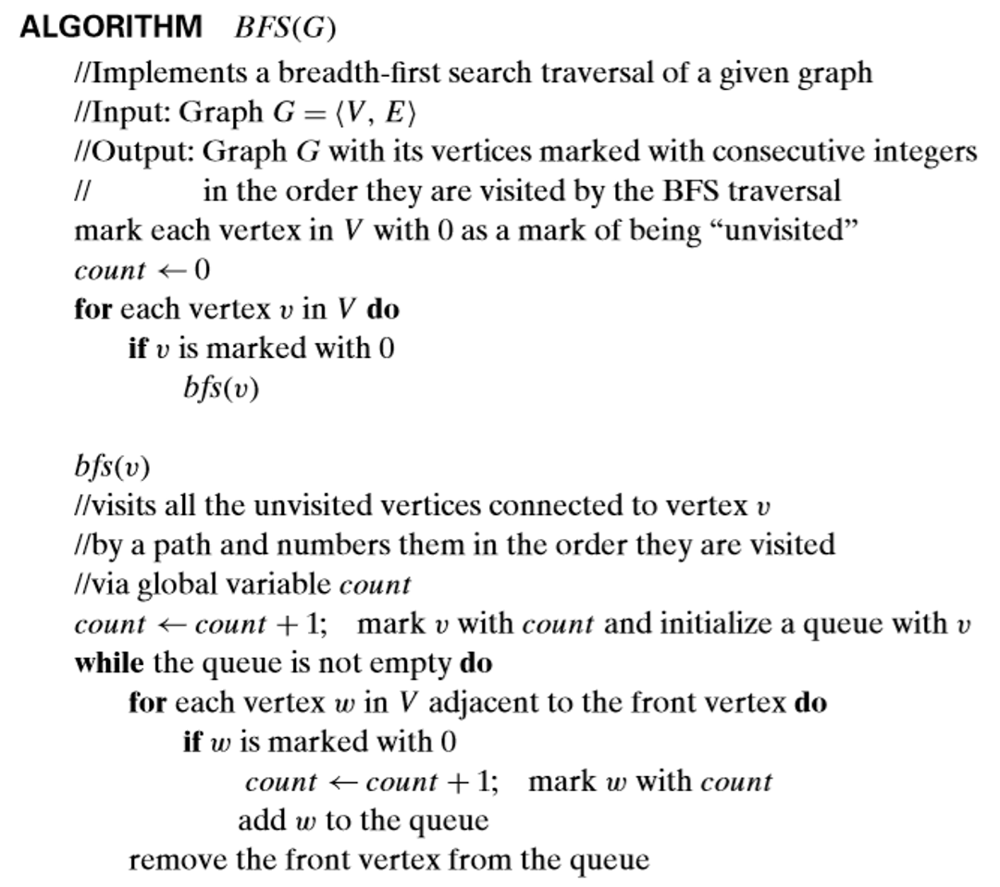 ALGORITHM BFS(G)
//Implements a breadth-first search traversal of a given graph
//Input: Graph G = ⟨V, E⟩
//Output: Graph G with its vertices marked with consecutive integers
// in the order they are visited by the BFS traversal
mark each vertex in V with 0 as a mark of being “unvisited”
count ← 0
for each vertex v in V do
if v is marked with 0
bfs(v)
bfs(v)
//visits all the unvisited vertices connected to vertex v
//by a path and numbers them in the order they are visited
//via global variable count
count ← count + 1; mark v with count and initialize a queue with v
while the queue is not empty do
for each vertex w in V adjacent to the front vertex do
if w is marked with 0
count ← count + 1; mark w with count
add w to the queue
remove the front vertex from the queue